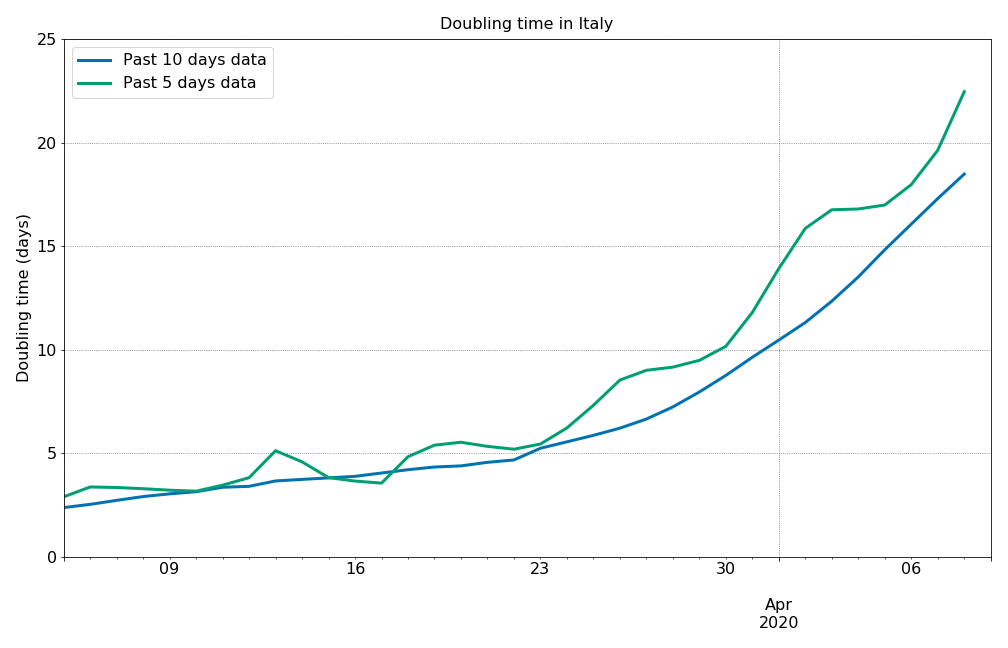 Doubling time in Italy
Past 10 days data
Past 5 days data
Doubling time (days)
25
20
15
10
5
0
09 16 23 30 06
Apr
2020